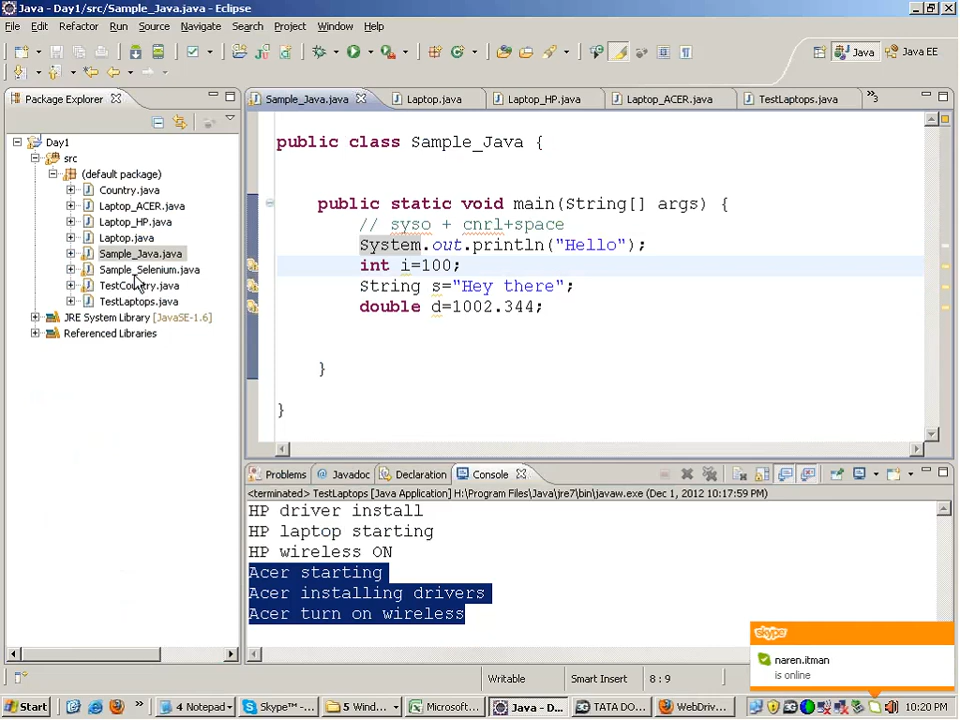 Java - Day1/src/Sample_Java.java - Eclipse
File Edit Refactor Run Source Navigate Search Project Window Help
Java Java EE
Package Explorer
Sample_Java.java Laptop.java Laptop_HP.java Laptop_ACER.java TestLaptops.java »3
Day1
src
(default package)
Country.java
Laptop_ACER.java
Laptop_HP.java
Laptop.java
Sample_Java.java
Sample_Selenium.java
TestCountry.java
TestLaptops.java
JRE System Library [JavaSE-1.6]
Referenced Libraries
public class Sample_Java {
public static void main(String[] args) {
// syso + cnrl+space
System.out.println("Hello");
int i=100;
String s="Hey there";
double d=1002.344;
}
}
Problems Javadoc Declaration Console
<terminated> TestLaptops [Java Application] H:\Program Files\Java\jre7\bin\javaw.exe (Dec 1, 2012 10:17:59 PM)
HP driver install
HP laptop starting
HP wireless ON
Acer starting
Acer installing drivers
Acer turn on wireless
skype
naren.itman
is online
Writable Smart Insert 8 : 9
Start » 4 Notepad Skype™ -... 5 Wind... Microsoft... Java - D... TATA DO... WebDriv... 10:20 PM